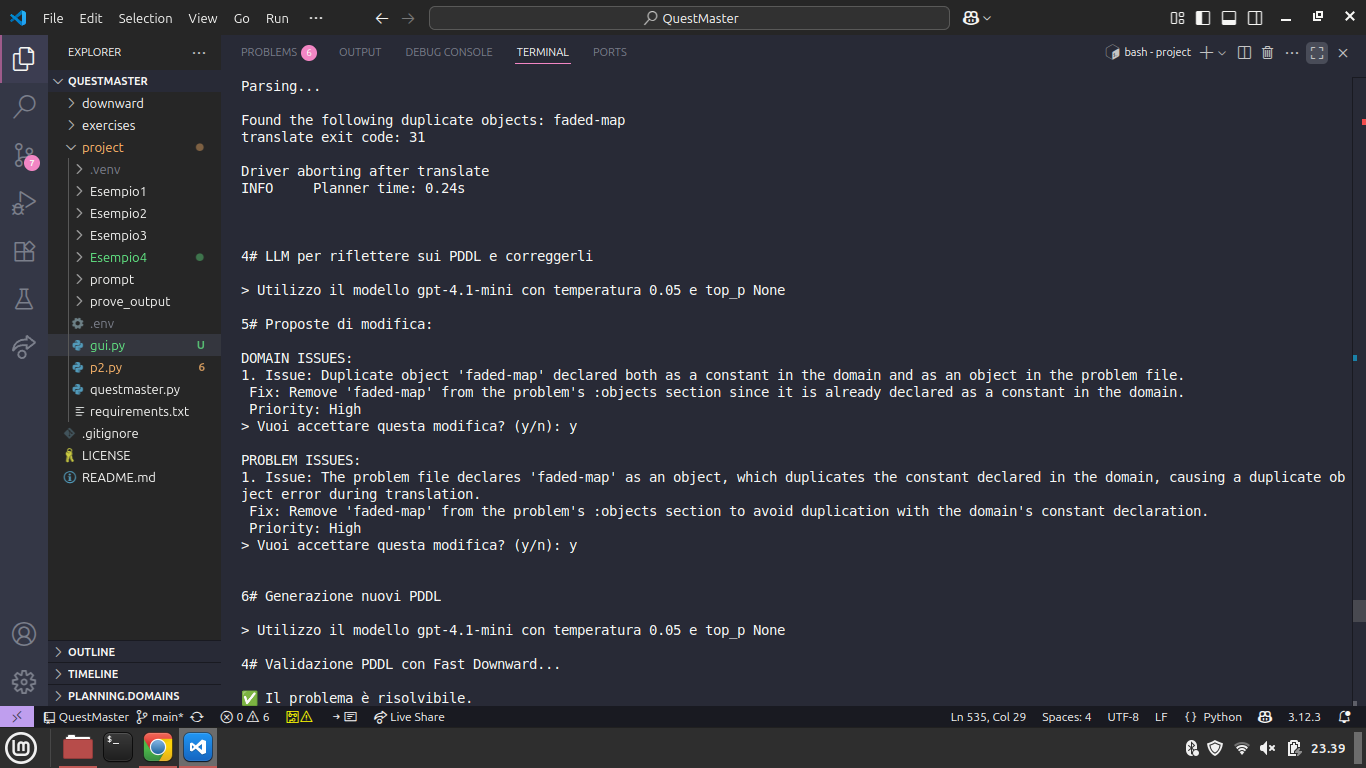 File Edit Selection View Go Run ··· QuestMaster
EXPLORER ···
QUESTMASTER
downward
exercises
project
.venv
Esempio1
Esempio2
Esempio3
Esempio4
prompt
prove_output
.env
gui.py U
p2.py 6
questmaster.py
requirements.txt
.gitignore
LICENSE
README.md
OUTLINE
TIMELINE
PLANNING.DOMAINS
7
PROBLEMS 6 OUTPUT DEBUG CONSOLE TERMINAL PORTS
bash - project
Parsing...
Found the following duplicate objects: faded-map
translate exit code: 31
Driver aborting after translate
INFO     Planner time: 0.24s
4# LLM per riflettere sui PDDL e correggerli
> Utilizzo il modello gpt-4.1-mini con temperatura 0.05 e top_p None
5# Proposte di modifica:
DOMAIN ISSUES:
1. Issue: Duplicate object 'faded-map' declared both as a constant in the domain and as an object in the problem file.
Fix: Remove 'faded-map' from the problem's :objects section since it is already declared as a constant in the domain.
Priority: High
> Vuoi accettare questa modifica? (y/n): y
PROBLEM ISSUES:
1. Issue: The problem file declares 'faded-map' as an object, which duplicates the constant declared in the domain, causing a duplicate ob
ject error during translation.
Fix: Remove 'faded-map' from the problem's :objects section to avoid duplication with the domain's constant declaration.
Priority: High
> Vuoi accettare questa modifica? (y/n): y
6# Generazione nuovi PDDL
> Utilizzo il modello gpt-4.1-mini con temperatura 0.05 e top_p None
4# Validazione PDDL con Fast Downward...
✅ Il problema è risolvibile.
QuestMaster main* 0 6 Live Share Ln 535, Col 29 Spaces: 4 UTF-8 LF {} Python 3.12.3
23.39